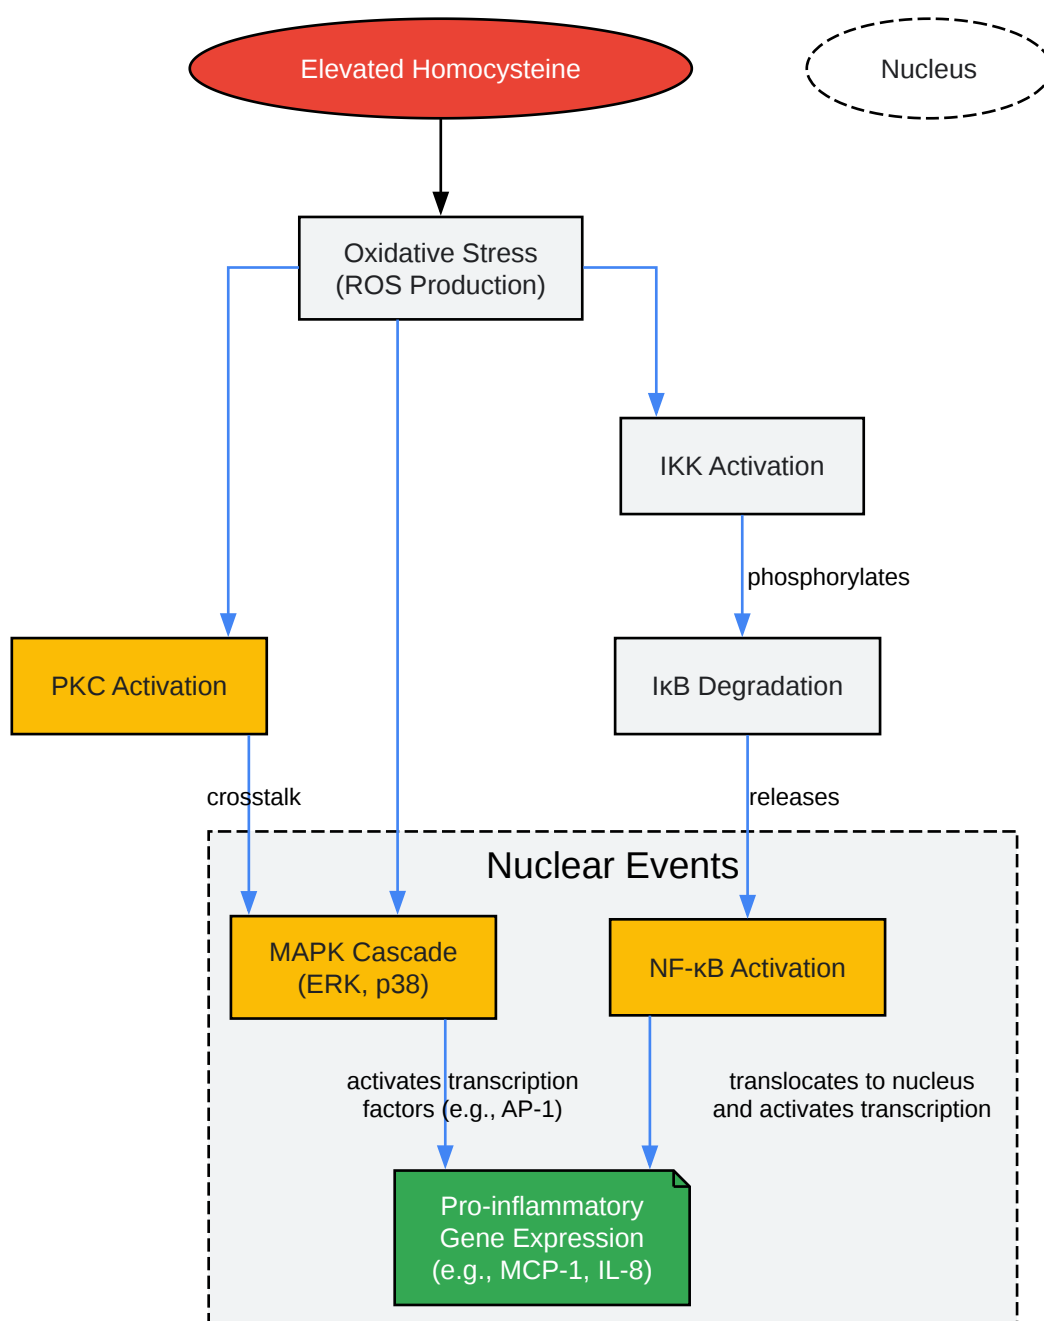 Elevated Homocysteine
Nucleus
Oxidative Stress
(ROS Production)
IKK Activation
phosphorylates
PKC Activation
IκB Degradation
crosstalk
releases
Nuclear Events
MAPK Cascade
(ERK, p38)
NF-κB Activation
activates transcription
factors (e.g., AP-1)
translocates to nucleus
and activates transcription
Pro-inflammatory
Gene Expression
(e.g., MCP-1, IL-8)